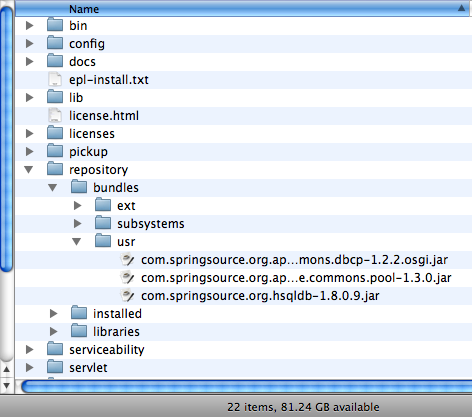 Name
bin
config
docs
epl-install.txt
lib
license.html
licenses
pickup
repository
bundles
ext
subsystems
usr
com.springsource.org.ap...mons.dbcp-1.2.2.osgi.jar
com.springsource.org.ap...e.commons.pool-1.3.0.jar
com.springsource.org.hsqldb-1.8.0.9.jar
installed
libraries
serviceability
servlet
22 items, 81.24 GB available